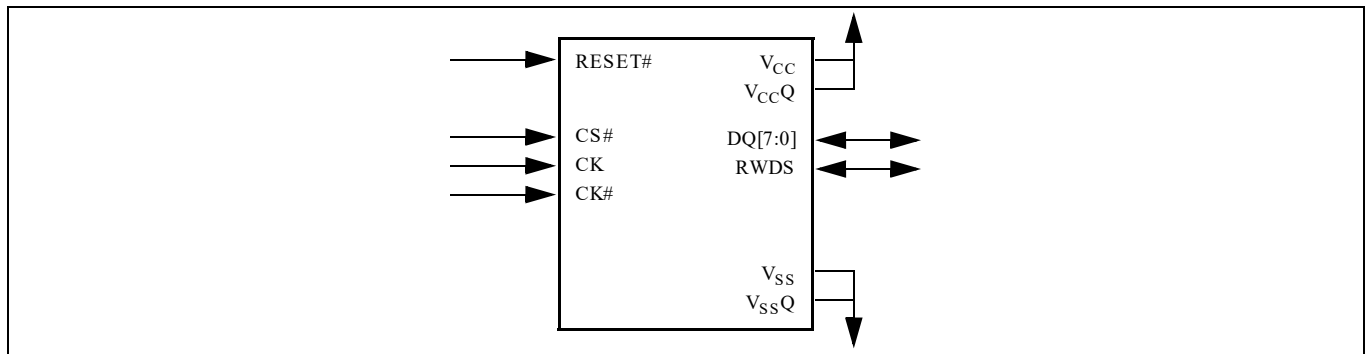 RESET#
CS#
CK
CK#
VCC
VCCQ
DQ[7:0]
RWDS
VSS
VSSQ